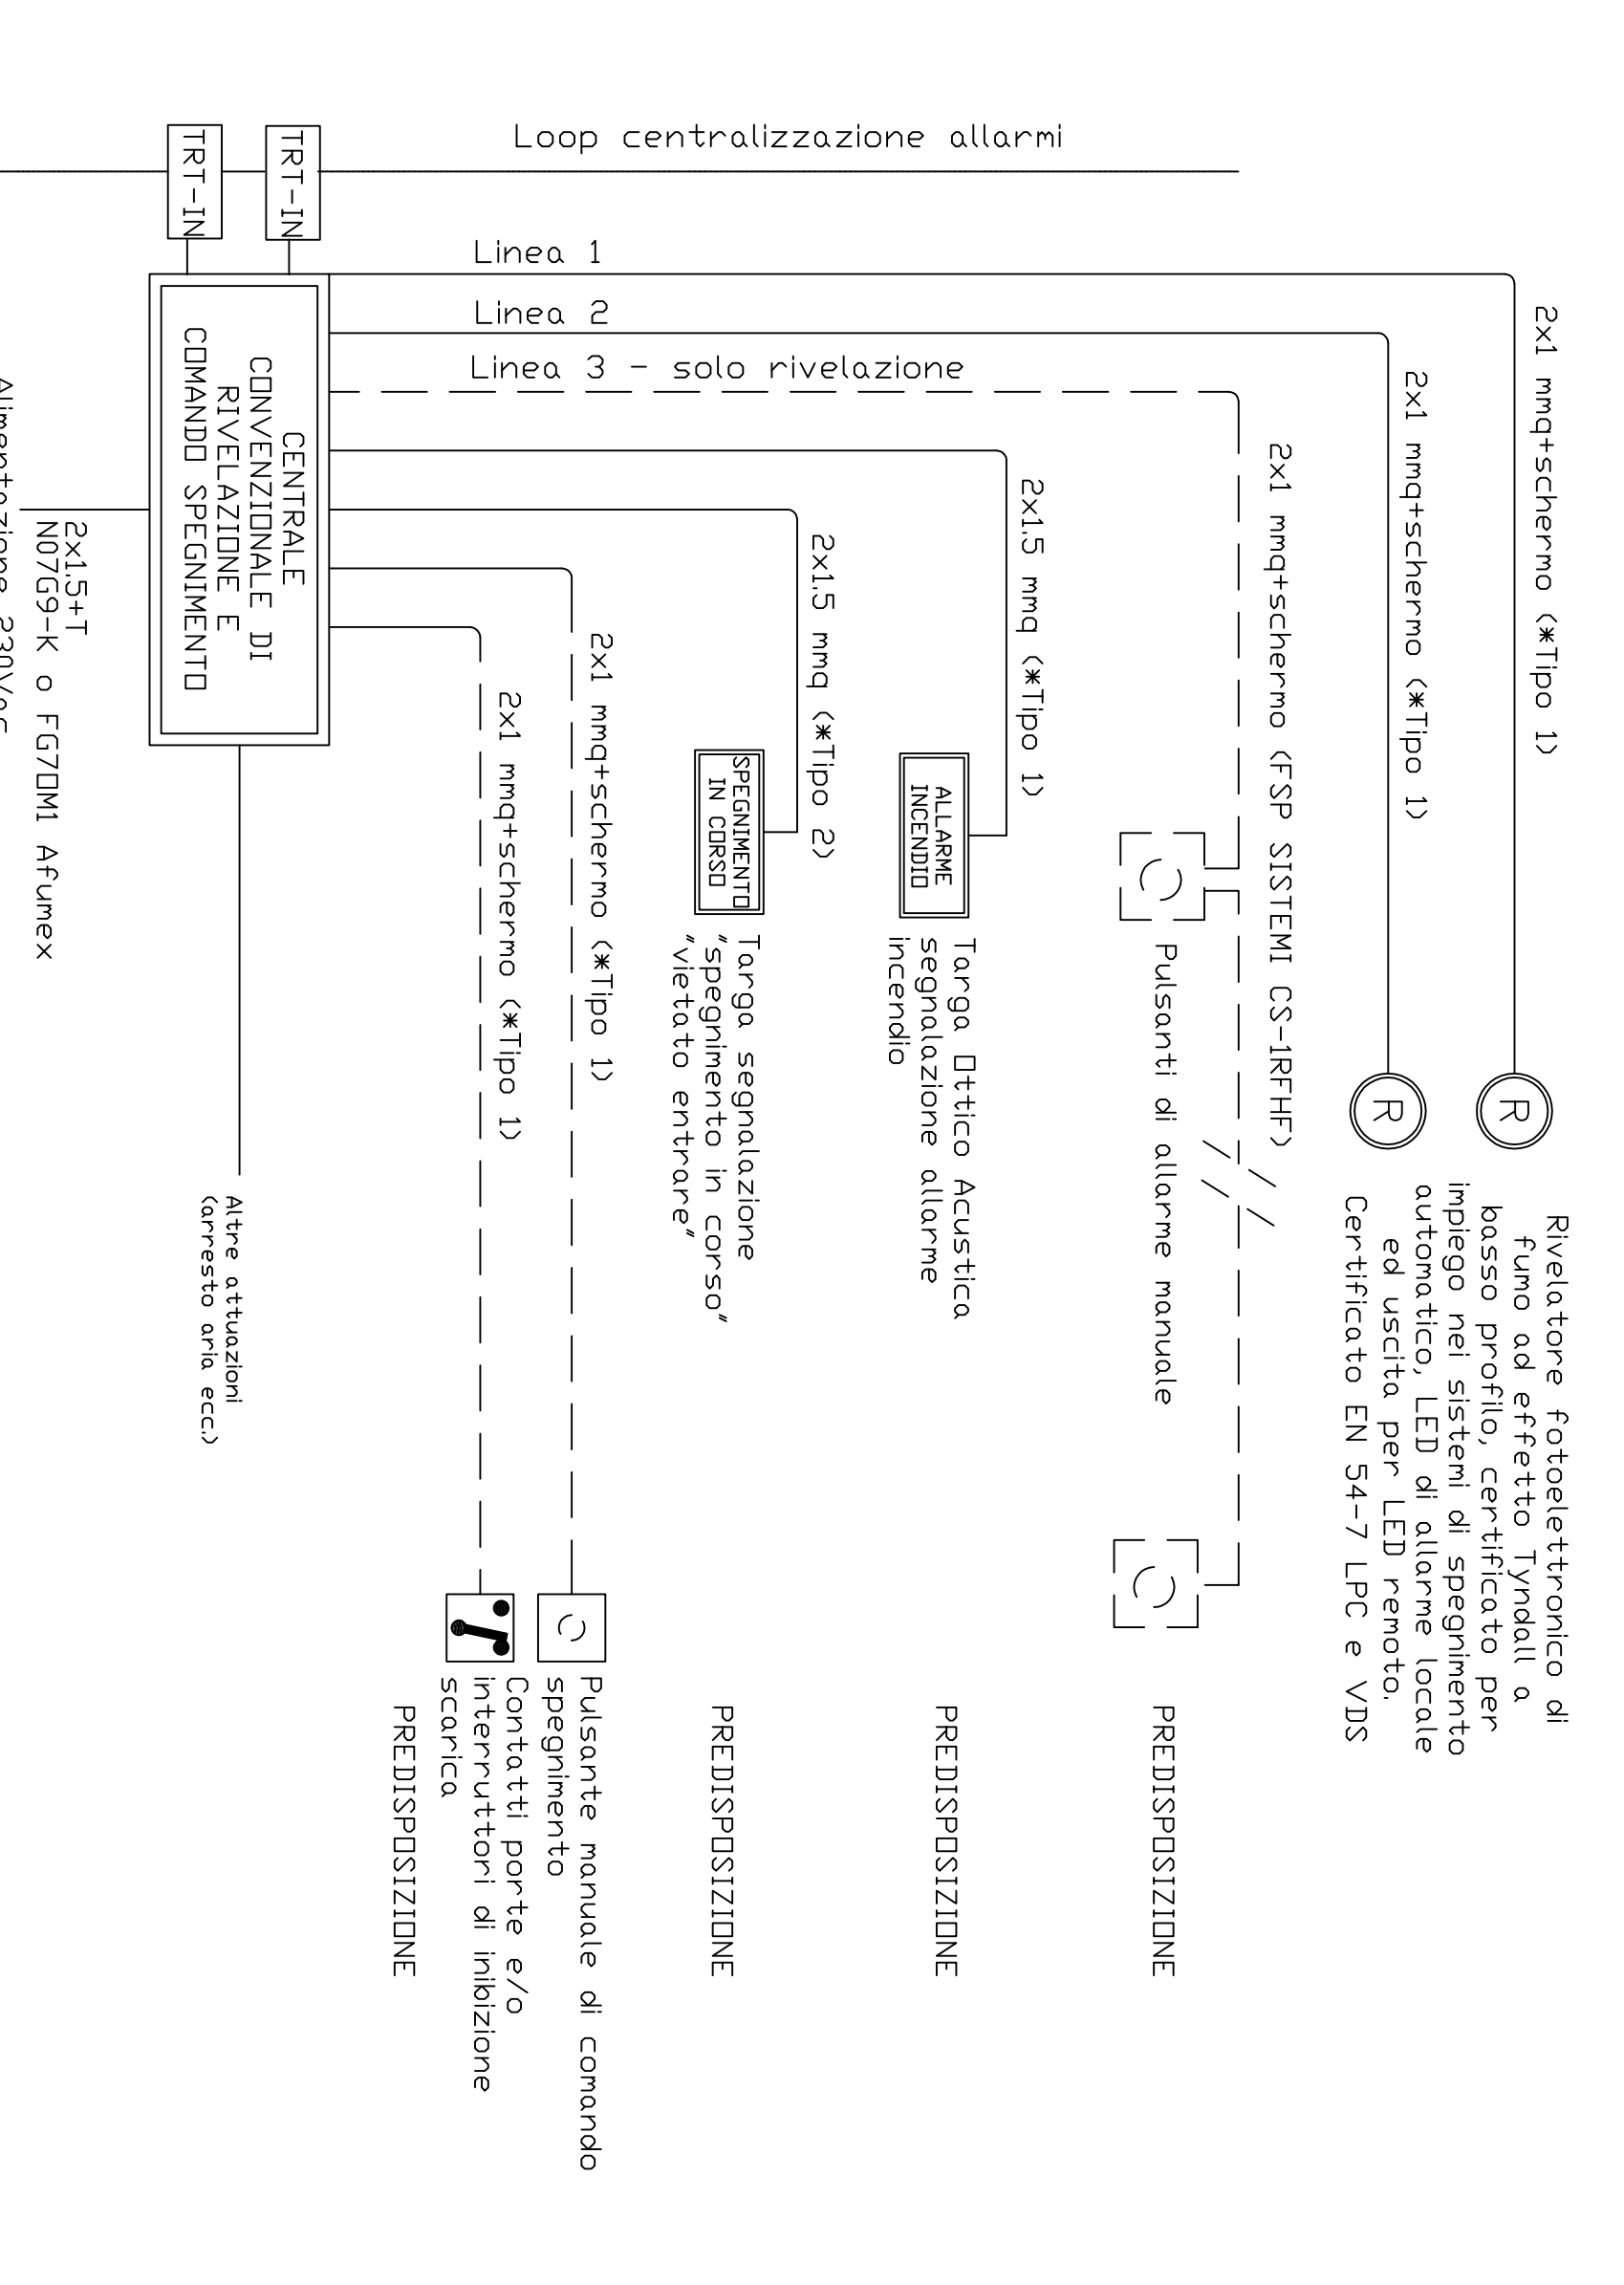 Loop centralizzazione allarmi
TRT-IN
TRT-IN
Linea 1
Linea 2
Linea 3 - solo rivelazione
CENTRALE
CONVENZIONALE DI
RIVELAZIONE E
COMANDO SPEGNIMENTO
2x1 mmq+schermo (*Tipo 1)
2x1 mmq+schermo (*Tipo 1)
2x1 mmq+schermo (FSP SISTEMI CS-1RFHF)
2x1.5 mmq (*Tipo 1)
2x1.5 mmq (*Tipo 2)
2x1 mmq+schermo (*Tipo 1)
2x1 mmq+schermo (*Tipo 1)
2x1.5+T
N07G9-K o FG7OM1 Afumex
Alimentazione 230Vac
R
R
Rivelatore fotoelettronico di
fumo ad effetto Tyndall a
basso profilo, certificato per
impiego nei sistemi di spegnimento
automatico, LED di allarme locale
ed uscita per LED remoto.
Certificato EN 54-7 LPC e VDS
Pulsanti di allarme manuale
PREDISPOSIZIONE
ALLARME
INCENDIO
Targa Ottico Acustica
segnalazione allarme
incendio
PREDISPOSIZIONE
SPEGNIMENTO
IN CORSO
Targa segnalazione
"spegnimento in corso"
"vietato entrare"
PREDISPOSIZIONE
Pulsante manuale di comando
spegnimento
Contatti porte e/o
interruttori di inibizione
scarica
PREDISPOSIZIONE
Altre attuazioni
(arresto aria ecc.)